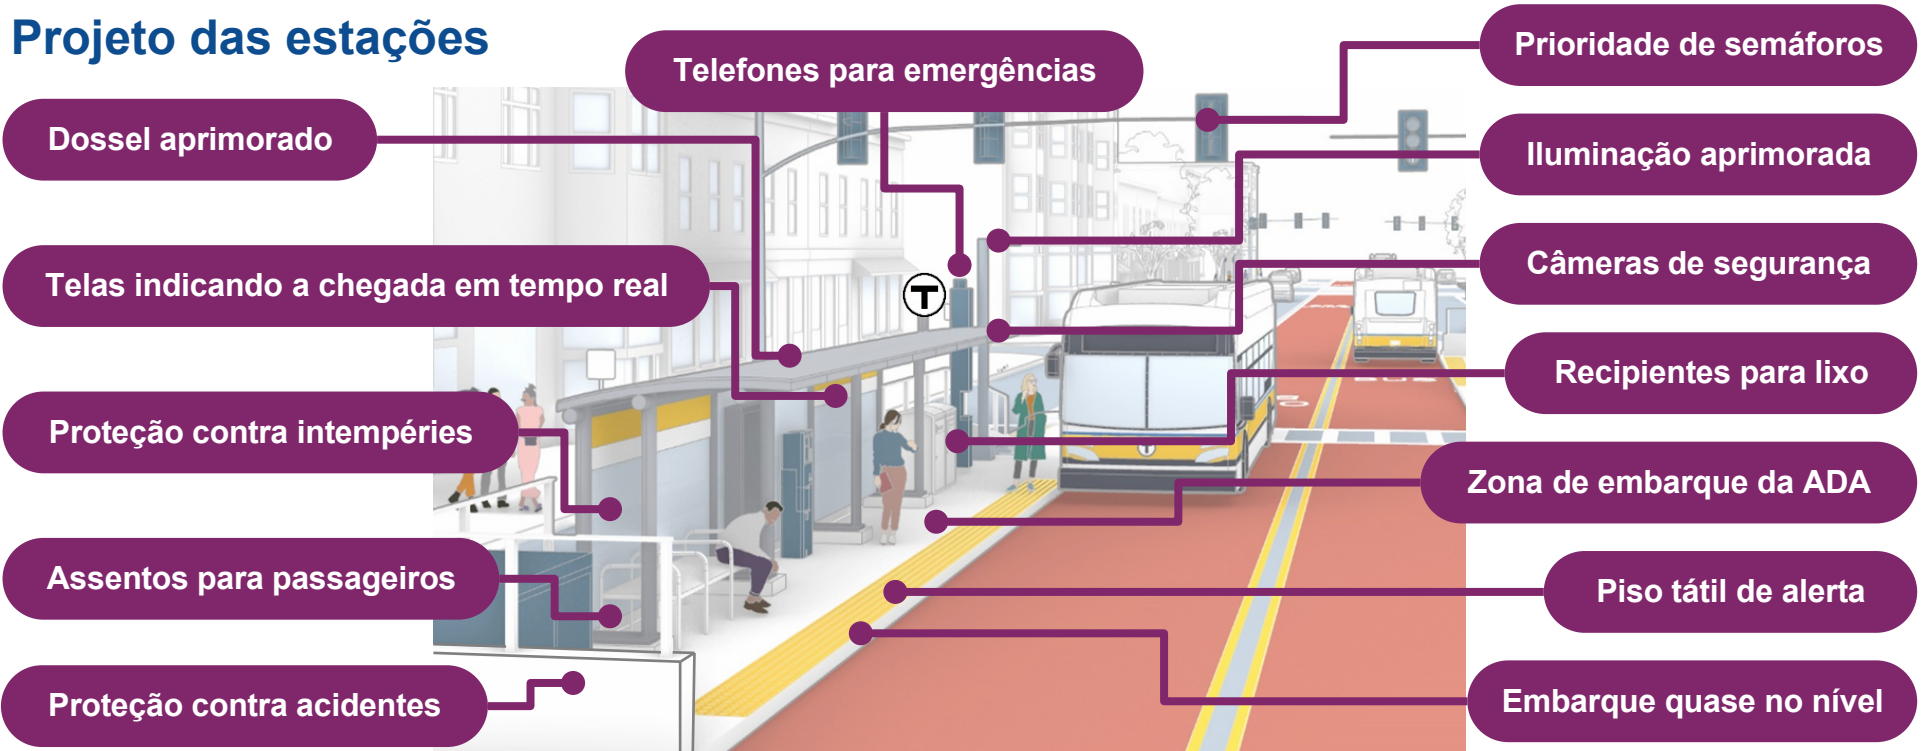 Projeto das estações
Telefones para emergências
Prioridade de semáforos
Dossel aprimorado
Iluminação aprimorada
Telas indicando a chegada em tempo real
Câmeras de segurança
T
Recipientes para lixo
Proteção contra intempéries
T
Zona de embarque da ADA
Assentos para passageiros
Piso tátil de alerta
Proteção contra acidentes
Embarque quase no nível